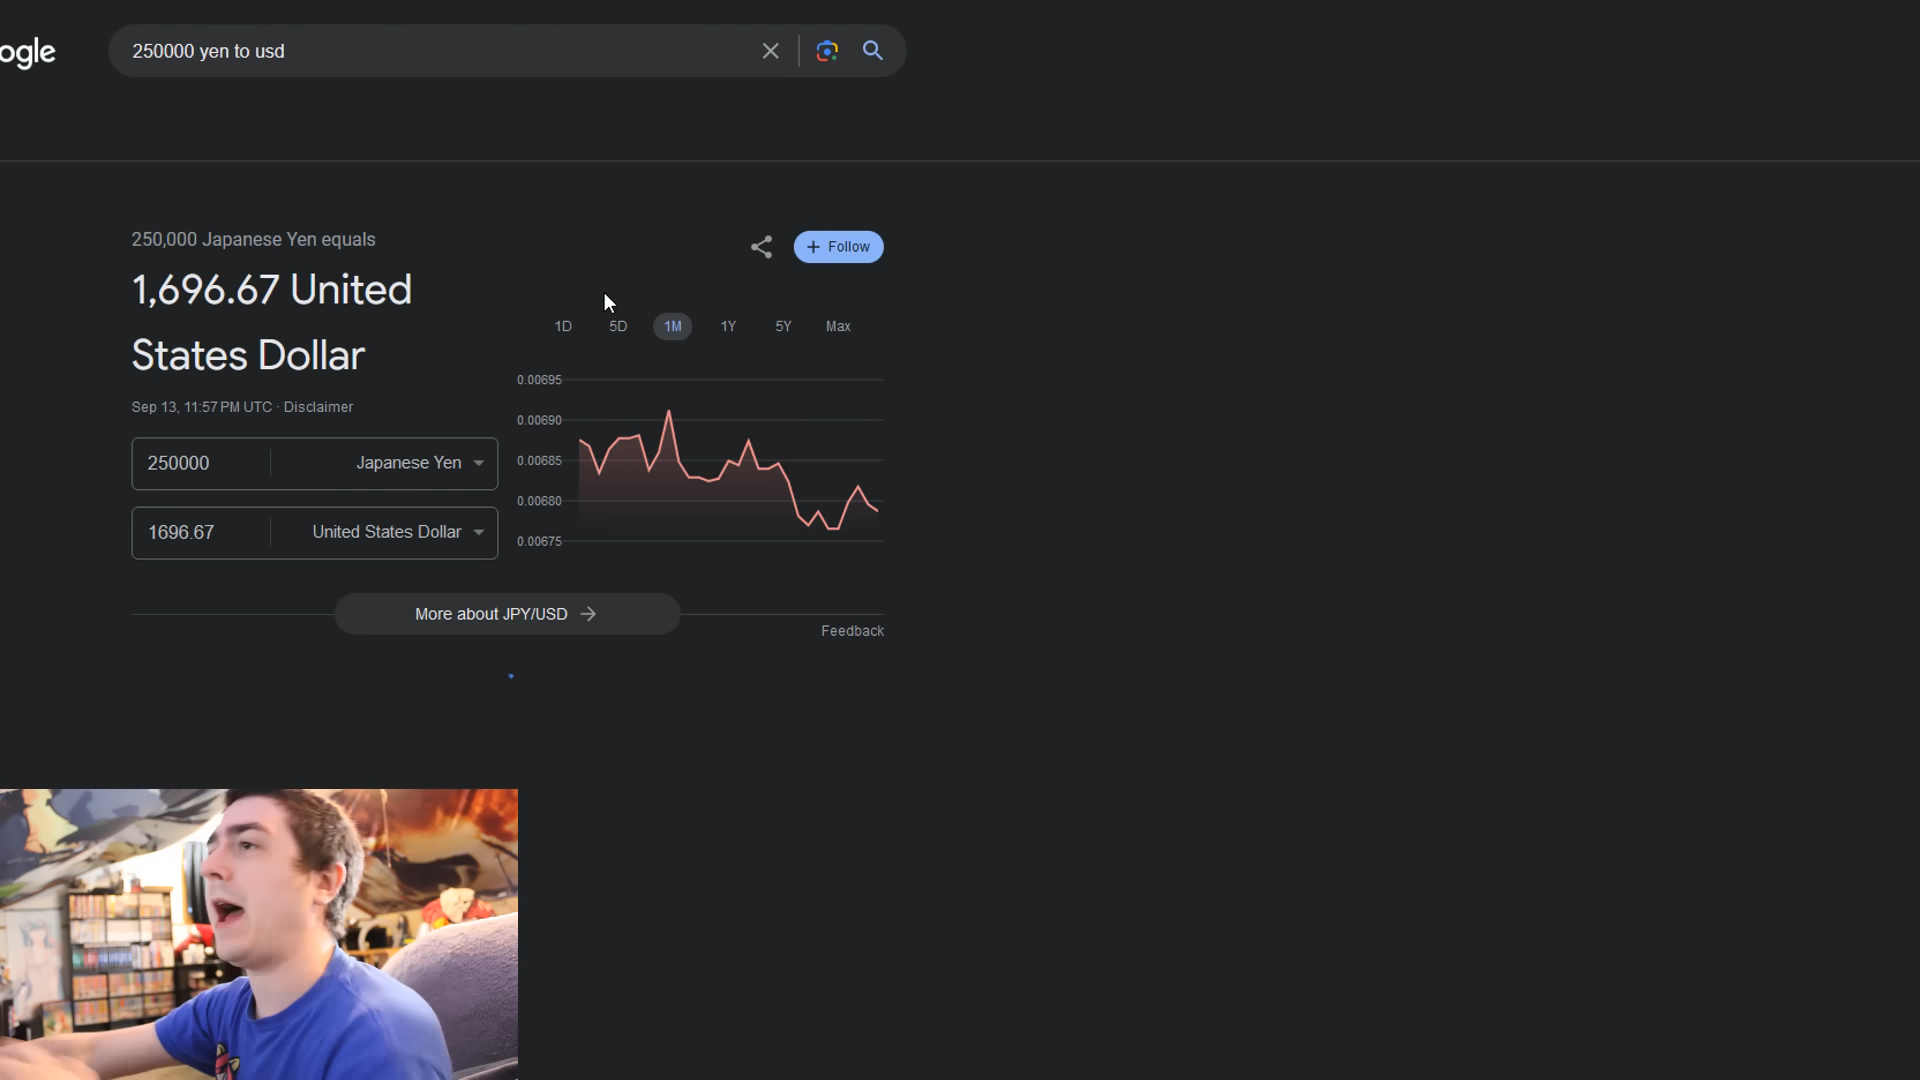 ogle
250000 yen to usd
250,000 Japanese Yen equals
Follow
1,696.67 United
States Dollar
1D 5D 1M 1Y 5Y Max
Sep 13, 11:57 PM UTC · Disclaimer
250000 Japanese Yen
1696.67 United States Dollar
0.00695
0.00690
0.00685
0.00680
0.00675
More about JPY/USD
Feedback